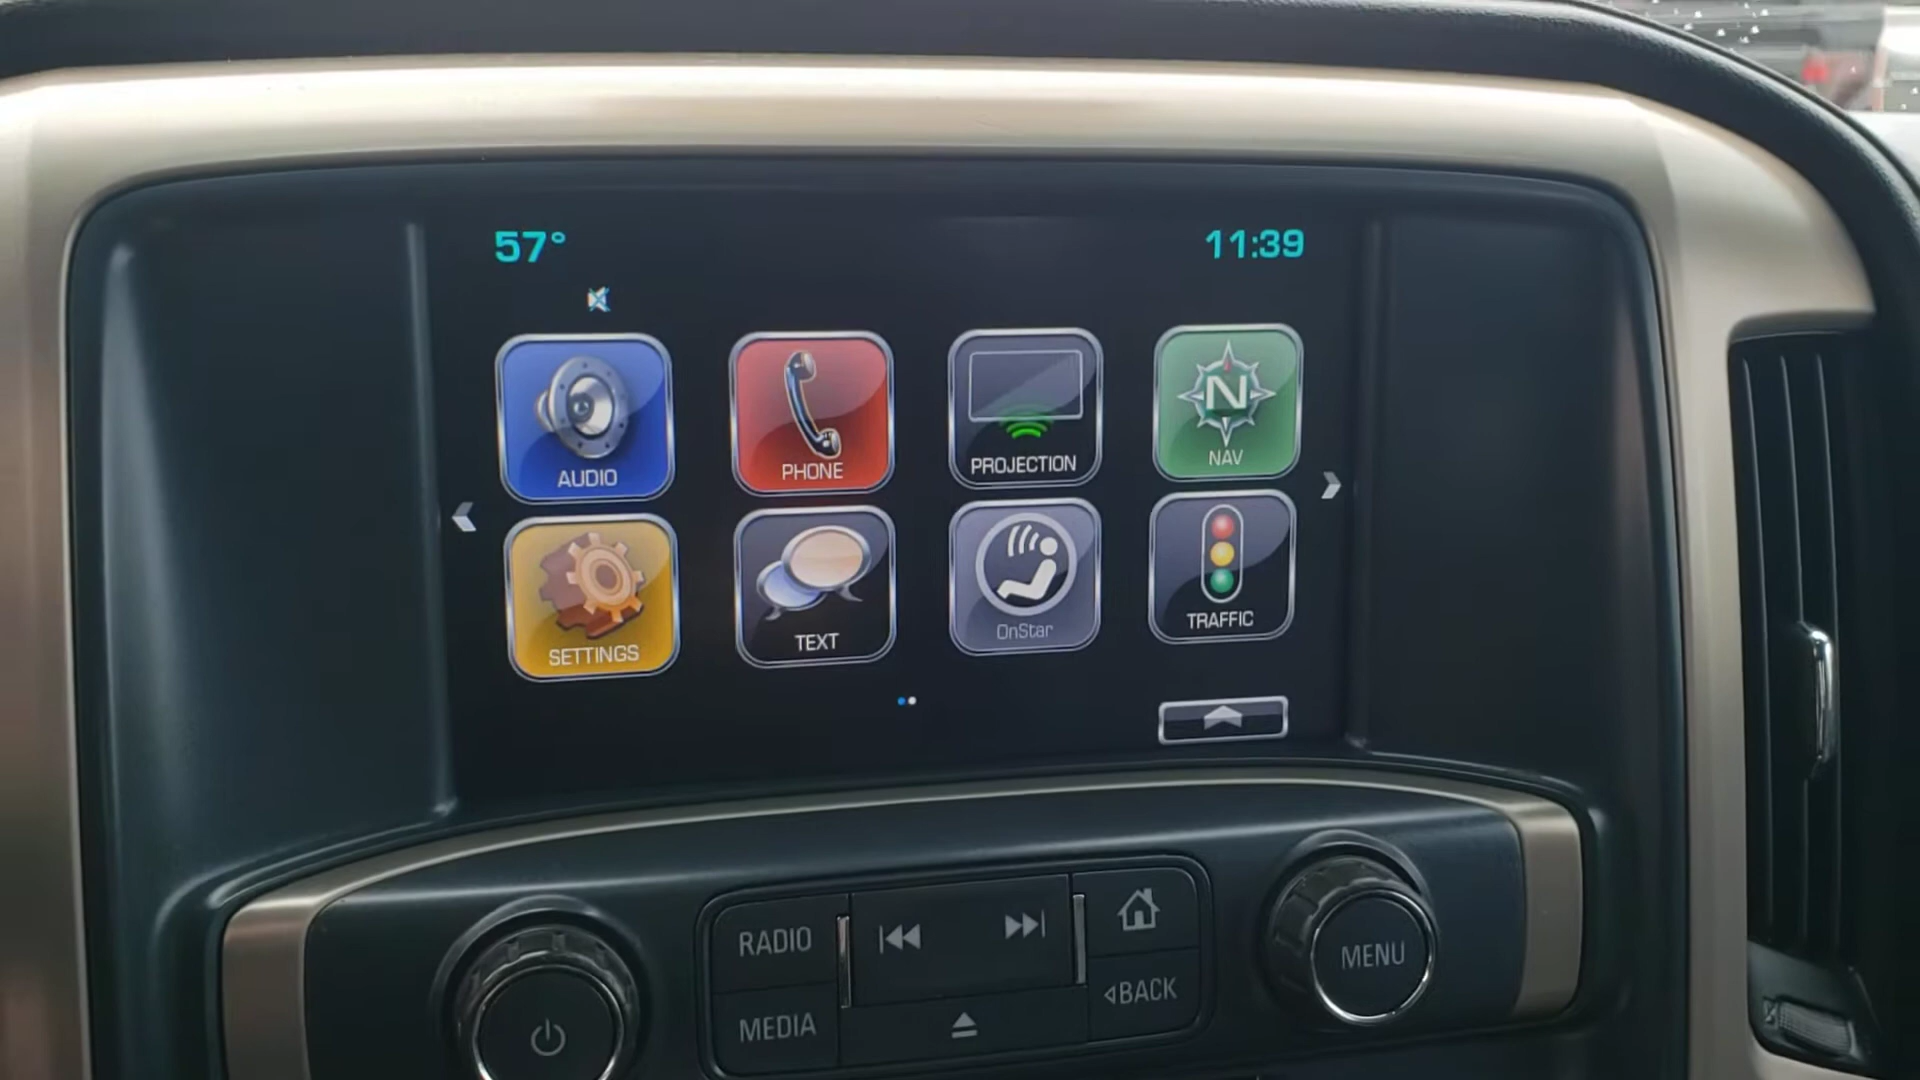 57°
11:39
AUDIO
PHONE
PROJECTION
N
NAV
SETTINGS
TEXT
OnStar
TRAFFIC
RADIO
MEDIA
BACK
MENU